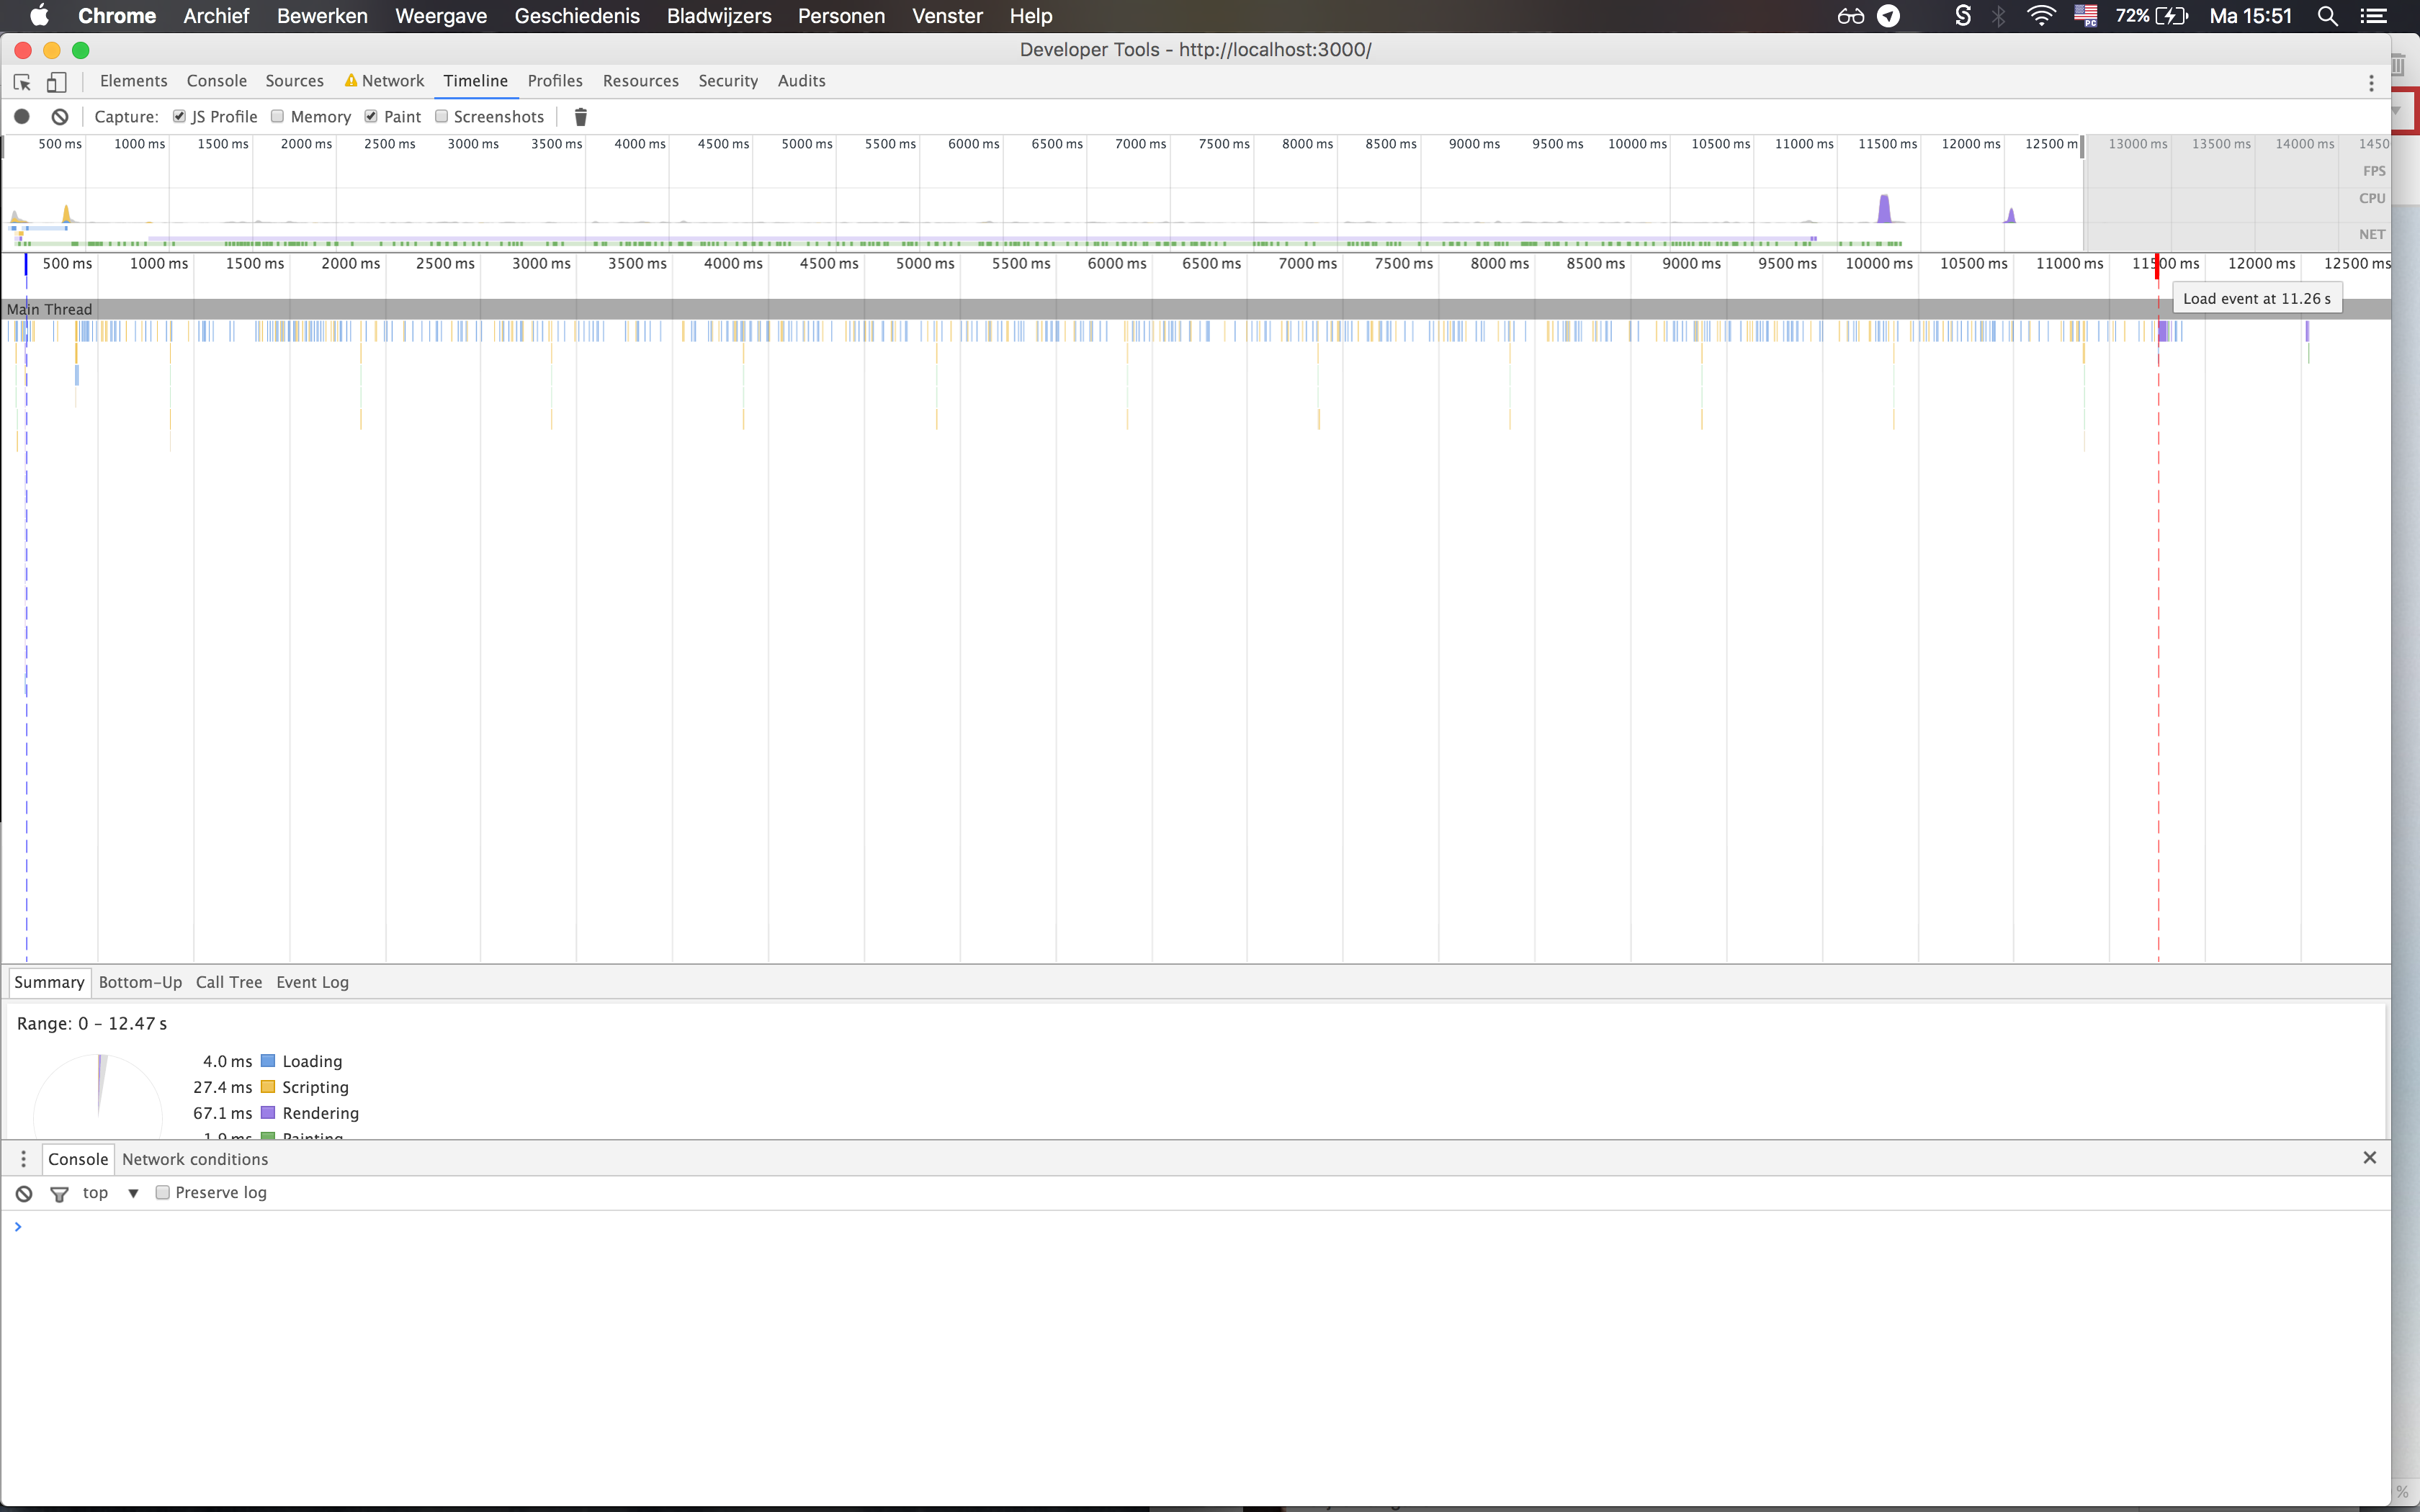 Chrome Archief Bewerken Weergave Geschiedenis Bladwijzers Personen Venster Help PC 72% Ma 15:51
Developer Tools - http://localhost:3000/
Elements Console Sources Network Timeline Profiles Resources Security Audits
Capture: JS Profile Memory Paint Screenshots
500 ms 1000 ms 1500 ms 2000 ms 2500 ms 3000 ms 3500 ms 4000 ms 4500 ms 5000 ms 5500 ms 6000 ms 6500 ms 7000 ms 7500 ms 8000 ms 8500 ms 9000 ms 9500 ms 10000 ms 10500 ms 11000 ms 11500 ms 12000 ms 12500 m 13000 ms 13500 ms 14000 ms 1450
FPS
CPU
NET
500 ms 1000 ms 1500 ms 2000 ms 2500 ms 3000 ms 3500 ms 4000 ms 4500 ms 5000 ms 5500 ms 6000 ms 6500 ms 7000 ms 7500 ms 8000 ms 8500 ms 9000 ms 9500 ms 10000 ms 10500 ms 11000 ms 11500 ms 12000 ms 12500 ms
Load event at 11.26 s
Main Thread
Summary Bottom-Up Call Tree Event Log
Range: 0 – 12.47 s
4.0 ms Loading
27.4 ms Scripting
67.1 ms Rendering
1.9 ms Painting
Console Network conditions
top Preserve log
%